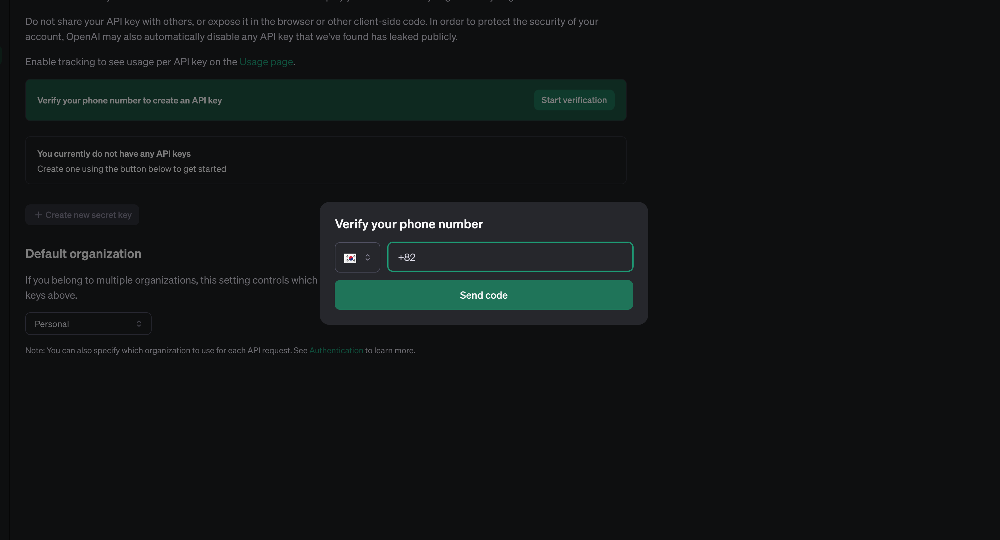 Do not share your API key with others, or expose it in the browser or other client-side code. In order to protect the security of your
account, OpenAI may also automatically disable any API key that we've found has leaked publicly.
Enable tracking to see usage per API key on the Usage page.
Verify your phone number to create an API key
Start verification
You currently do not have any API keys
Create one using the button below to get started
+ Create new secret key
Verify your phone number
+82
Send code
Default organization
If you belong to multiple organizations, this setting controls which
keys above.
Personal
Note: You can also specify which organization to use for each API request. See Authentication to learn more.